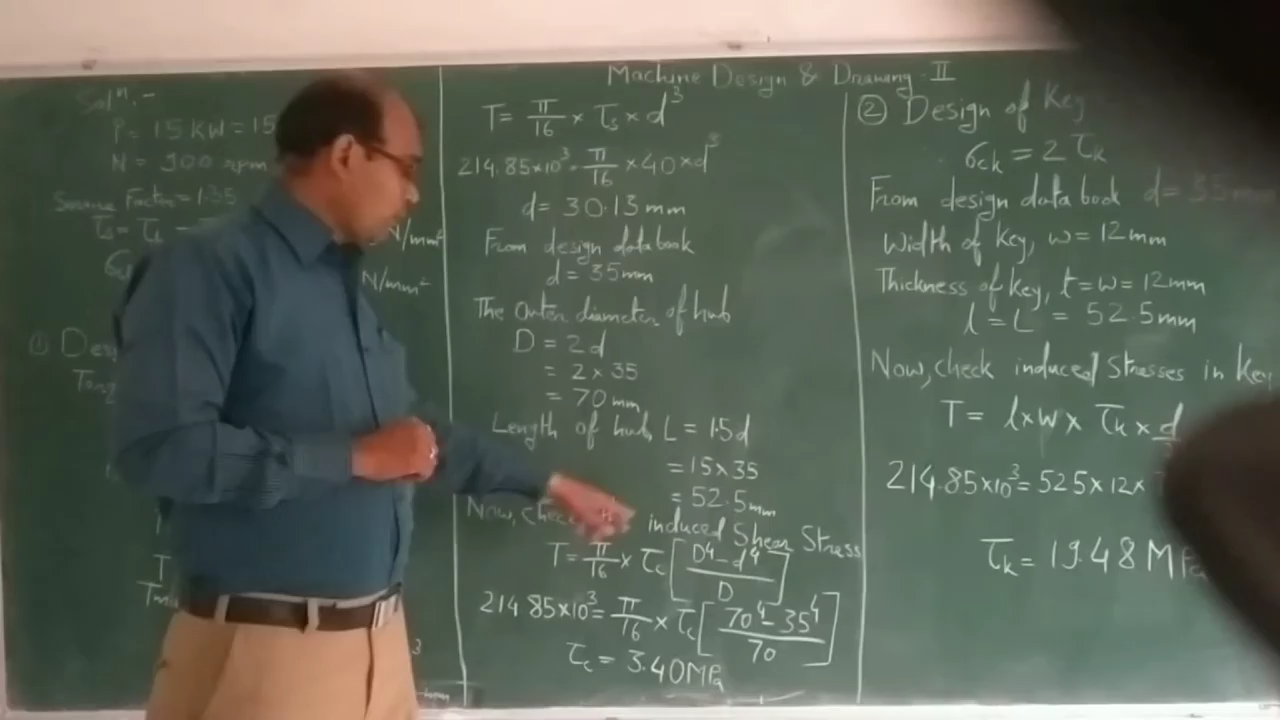 Machine Design & Drawing - II
Solⁿ.-
P = 15 kW = 15
N = 900 rpm
Service Factor = 1.35
τs = τk =
N/mm²
N/mm²
① Des
T = π/16 × τs × d³
214.85×10³ = π/16 × 40 × d³
d = 30.13 mm
From design data book
d = 35 mm
The outer diameter of hub
D = 2d
= 2 × 35
= 70 mm
Length of hub, L = 1.5d
= 15 × 35
= 52.5 mm
Now, check induced Shear Stress
T = π/16 × τc [D⁴ - d⁴ / D]
214.85×10³ = π/16 × τc [70⁴ - 35⁴ / 70]
τc = 3.40 MPa
② Design of Key
σck = 2 τk
From design data book d = 35 mm
Width of Key, w = 12 mm
Thickness of Key, t = w = 12 mm
l = L = 52.5 mm
Now, check induced Stresses in Key
T = l × w × τk × d
214.85×10³ = 52.5 × 12 ×
τk = 19.48 MPa